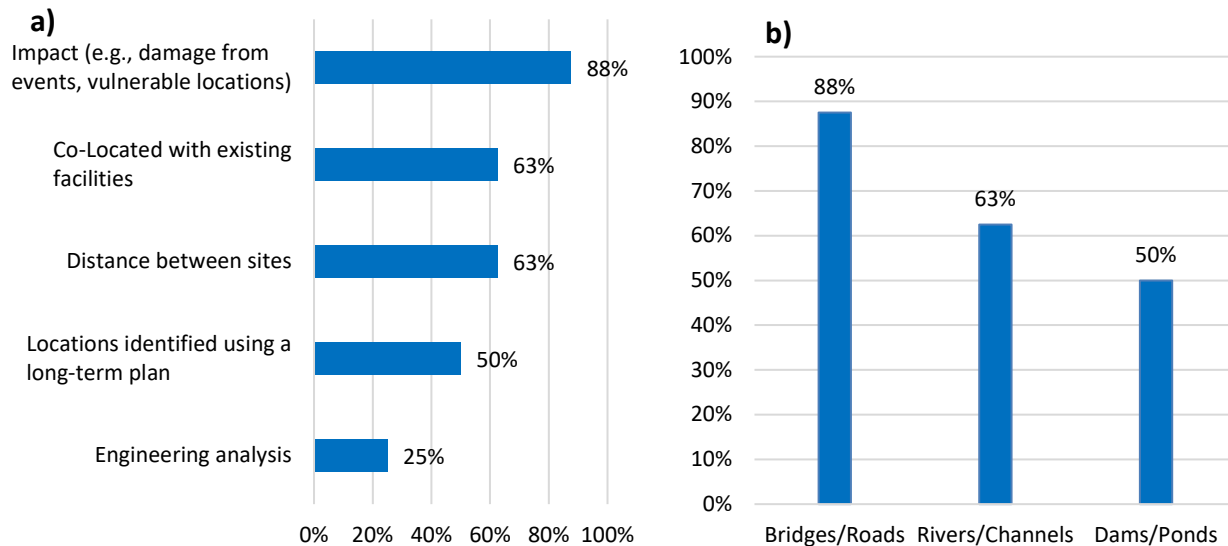 a)
Impact (e.g., damage from
events, vulnerable locations)
88%
Co-Located with existing
facilities
63%
Distance between sites
63%
Locations identified using a
long-term plan
50%
Engineering analysis
25%
0% 20% 40% 60% 80% 100%
b)
100%
90%
80%
70%
60%
50%
40%
30%
20%
10%
0%
88%
63%
50%
Bridges/Roads Rivers/Channels Dams/Ponds